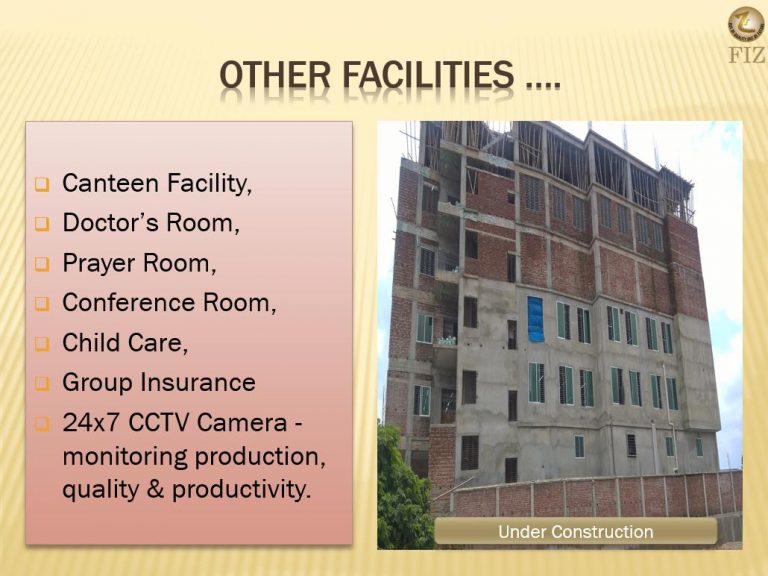 FIZ
OTHER FACILITIES ....
Canteen Facility,
Doctor's Room,
Prayer Room,
Conference Room,
Child Care,
Group Insurance
24x7 CCTV Camera -
monitoring production,
quality & productivity.
Under Construction